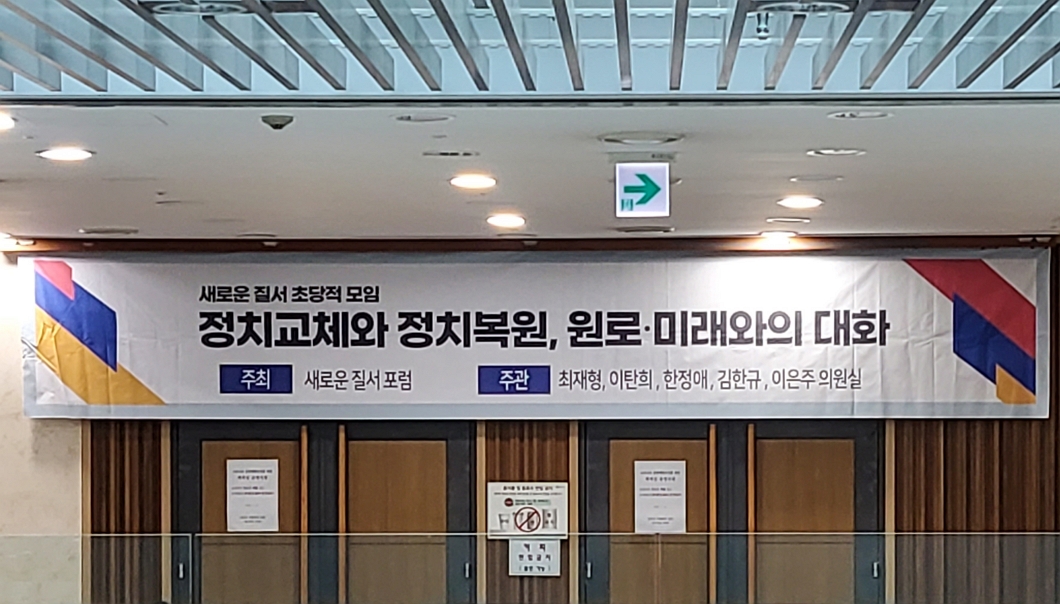 새로운 질서 초당적 모임
정치교체와 정치복원, 원로·미래와의 대화
주최 새로운 질서 포럼 주관 최재형, 이탄희, 한정애, 김한규, 이은주 의원실